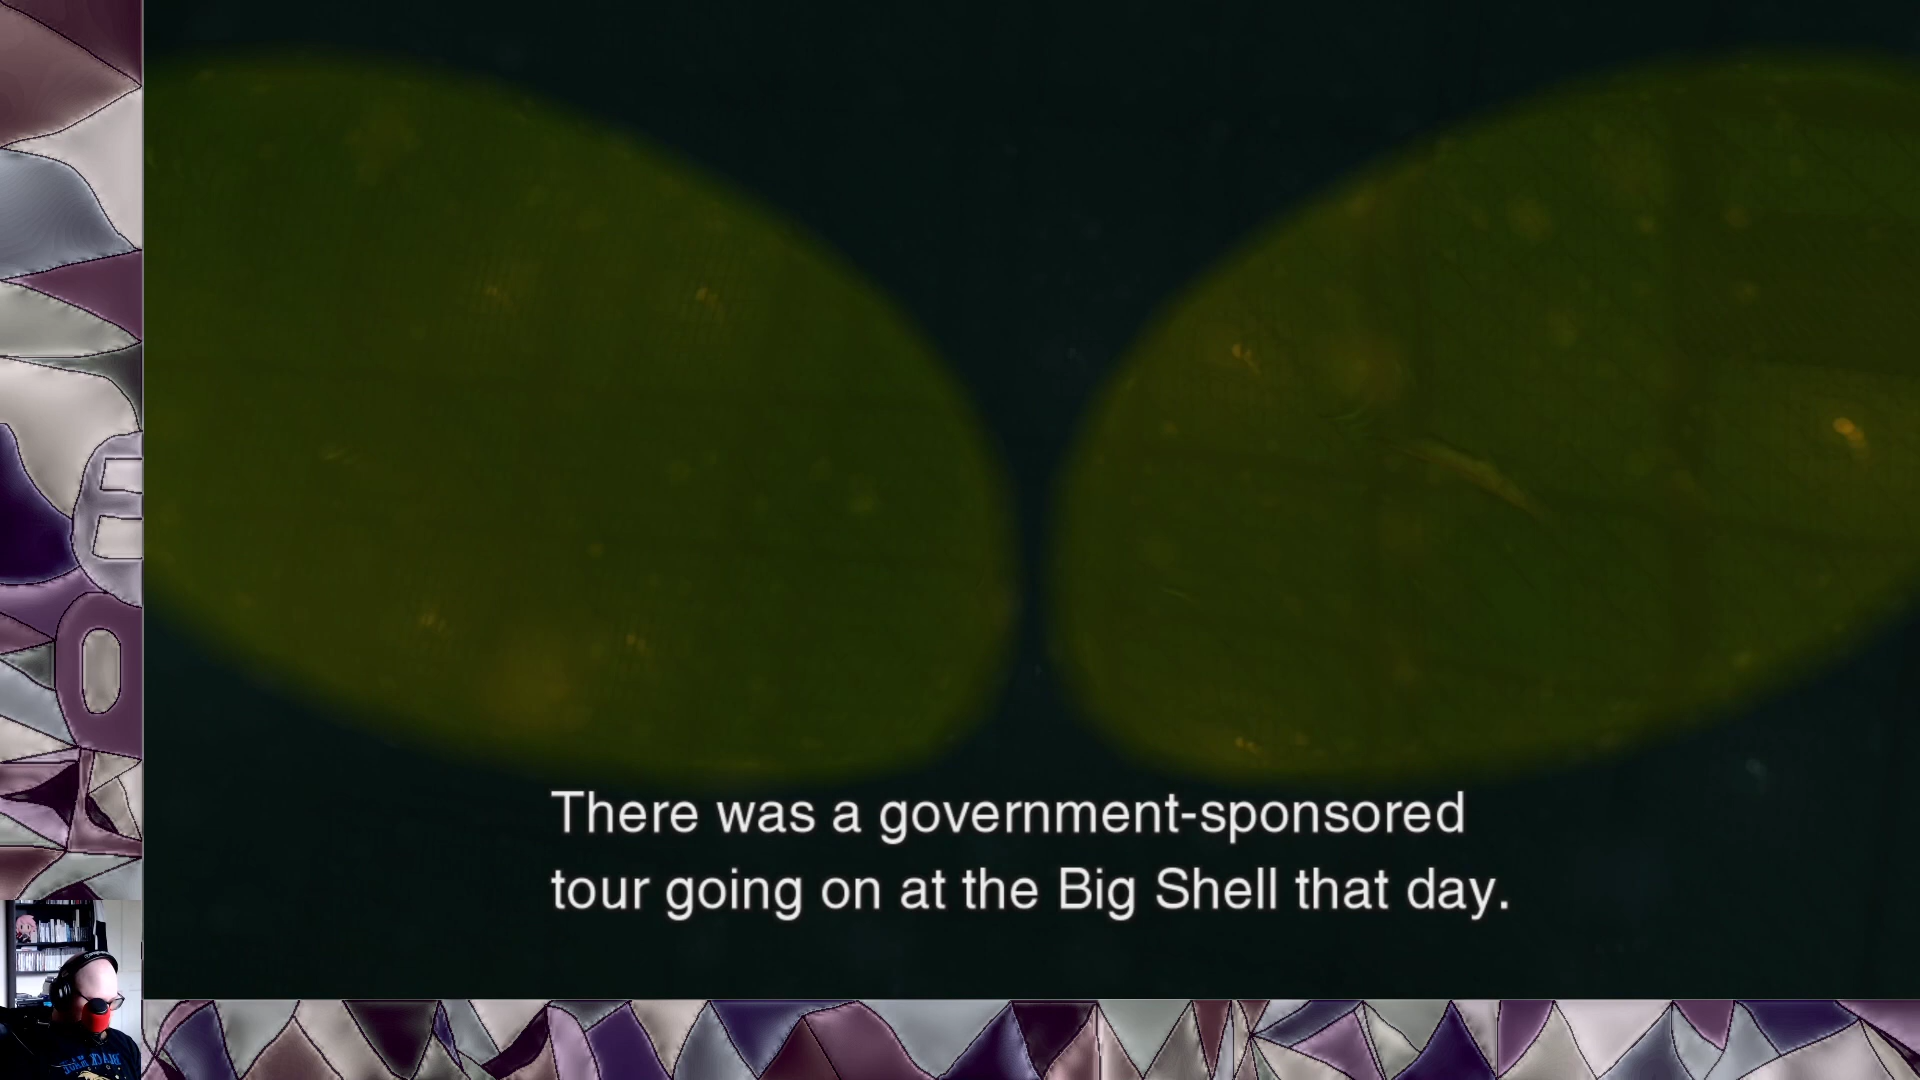 There was a government-sponsored
tour going on at the Big Shell that day.